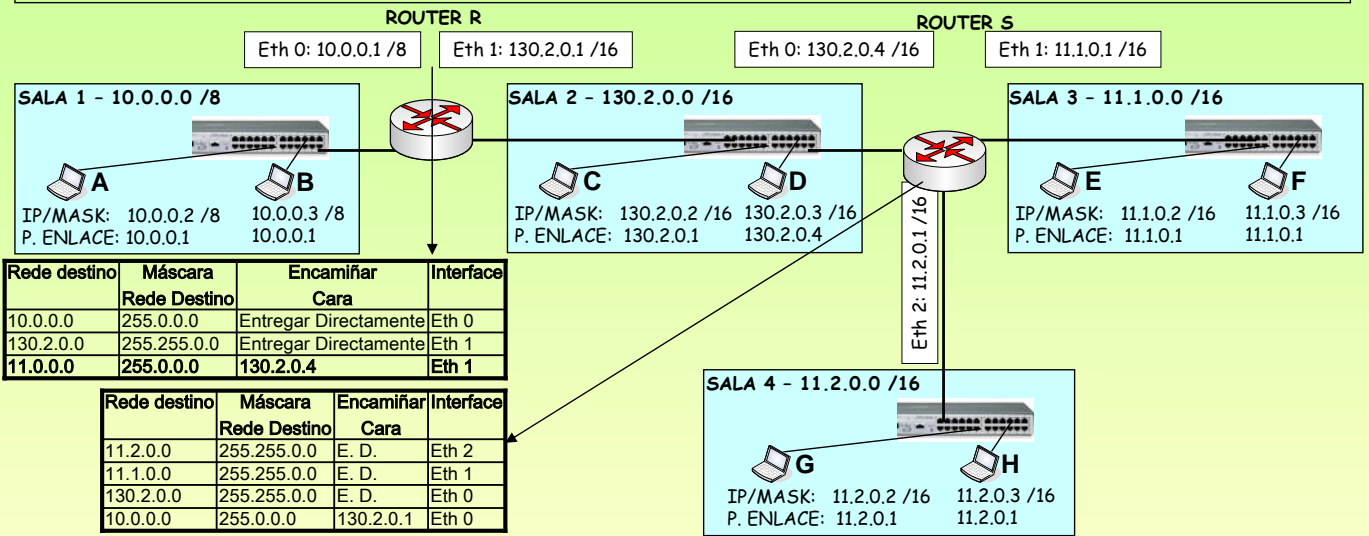 ROUTER R
ROUTER S
Eth 0: 10.0.0.1 /8
Eth 1: 130.2.0.1 /16
Eth 0: 130.2.0.4 /16
Eth 1: 11.1.0.1 /16
SALA 1 - 10.0.0.0 /8
A
B
IP/MASK: 10.0.0.2 /8 10.0.0.3 /8
P. ENLACE: 10.0.0.1 10.0.0.1
SALA 2 - 130.2.0.0 /16
C
D
IP/MASK: 130.2.0.2 /16 130.2.0.3 /16
P. ENLACE: 130.2.0.1 130.2.0.4
SALA 3 - 11.1.0.0 /16
E
F
IP/MASK: 11.1.0.2 /16 11.1.0.3 /16
P. ENLACE: 11.1.0.1 11.1.0.1
Eth 2: 11.2.0.1 /16
Rede destino Máscara Encamiñar Interface
Rede Destino Cara
10.0.0.0 255.0.0.0 Entregar Directamente Eth 0
130.2.0.0 255.255.0.0 Entregar Directamente Eth 1
11.0.0.0 255.0.0.0 130.2.0.4 Eth 1
Rede destino Máscara Encamiñar Interface
Rede Destino Cara
11.2.0.0 255.255.0.0 E. D. Eth 2
11.1.0.0 255.255.0.0 E. D. Eth 1
130.2.0.0 255.255.0.0 E. D. Eth 0
10.0.0.0 255.0.0.0 130.2.0.1 Eth 0
SALA 4 - 11.2.0.0 /16
G
H
IP/MASK: 11.2.0.2 /16 11.2.0.3 /16
P. ENLACE: 11.2.0.1 11.2.0.1